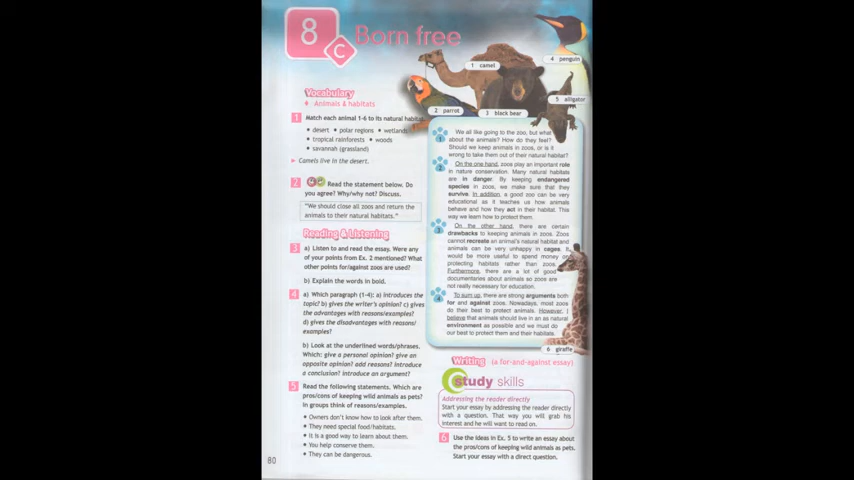 8
C
Born free
1 camel
4 penguin
2 parrot
3 black bear
5 alligator
Vocabulary
Animals & habitats
1 Match each animal 1-6 to its natural habitat.
• desert • polar regions • wetlands
• tropical rainforests • woods
• savannah (grassland)
► Camels live in the desert.
2 Read the statement below. Do
you agree? Why/why not? Discuss.
"We should close all zoos and return the
animals to their natural habitats."
Reading & Listening
3 a) Listen to and read the essay. Were any
of your points from Ex. 2 mentioned? What
other points for/against zoos are used?
b) Explain the words in bold.
4 a) Which paragraph (1-4): a) introduces the
topic? b) gives the writer's opinion? c) gives
the advantages with reasons/examples?
d) gives the disadvantages with reasons/
examples?
b) Look at the underlined words/phrases.
Which: give a personal opinion? give an
opposite opinion? add reasons? introduce
a conclusion? introduce an argument?
5 Read the following statements. Which are
pros/cons of keeping wild animals as pets?
In groups think of reasons/examples.
• Owners don't know how to look after them.
• They need special food/habitats.
• It is a good way to learn about them.
• You help conserve them.
• They can be dangerous.
80
1
We all like going to the zoo, but what
about the animals? How do they feel?
Should we keep animals in zoos, or is it
wrong to take them out of their natural habitat?
2
On the one hand, zoos play an important role
in nature conservation. Many natural habitats
are in danger. By keeping endangered
species in zoos, we make sure that they
survive. In addition, a good zoo can be very
educational as it teaches us how animals
behave and how they act in their habitat. This
way we learn how to protect them.
3
On the other hand, there are certain
drawbacks to keeping animals in zoos. Zoos
cannot recreate an animal's natural habitat and
animals can be very unhappy in cages. It
would be more useful to spend money on
protecting habitats rather than zoos.
Furthermore, there are a lot of good
documentaries about animals so zoos are
not really necessary for education.
4
To sum up, there are strong arguments both
for and against zoos. Nowadays, most zoos
do their best to protect animals. However, I
believe that animals should live in an as natural
environment as possible and we must do
our best to protect them and their habitats.
6 giraffe
Writing (a for-and-against essay)
study skills
Addressing the reader directly
Start your essay by addressing the reader directly
with a question. That way you will grab his
interest and he will want to read on.
6 Use the ideas in Ex. 5 to write an essay about
the pros/cons of keeping wild animals as pets.
Start your essay with a direct question.